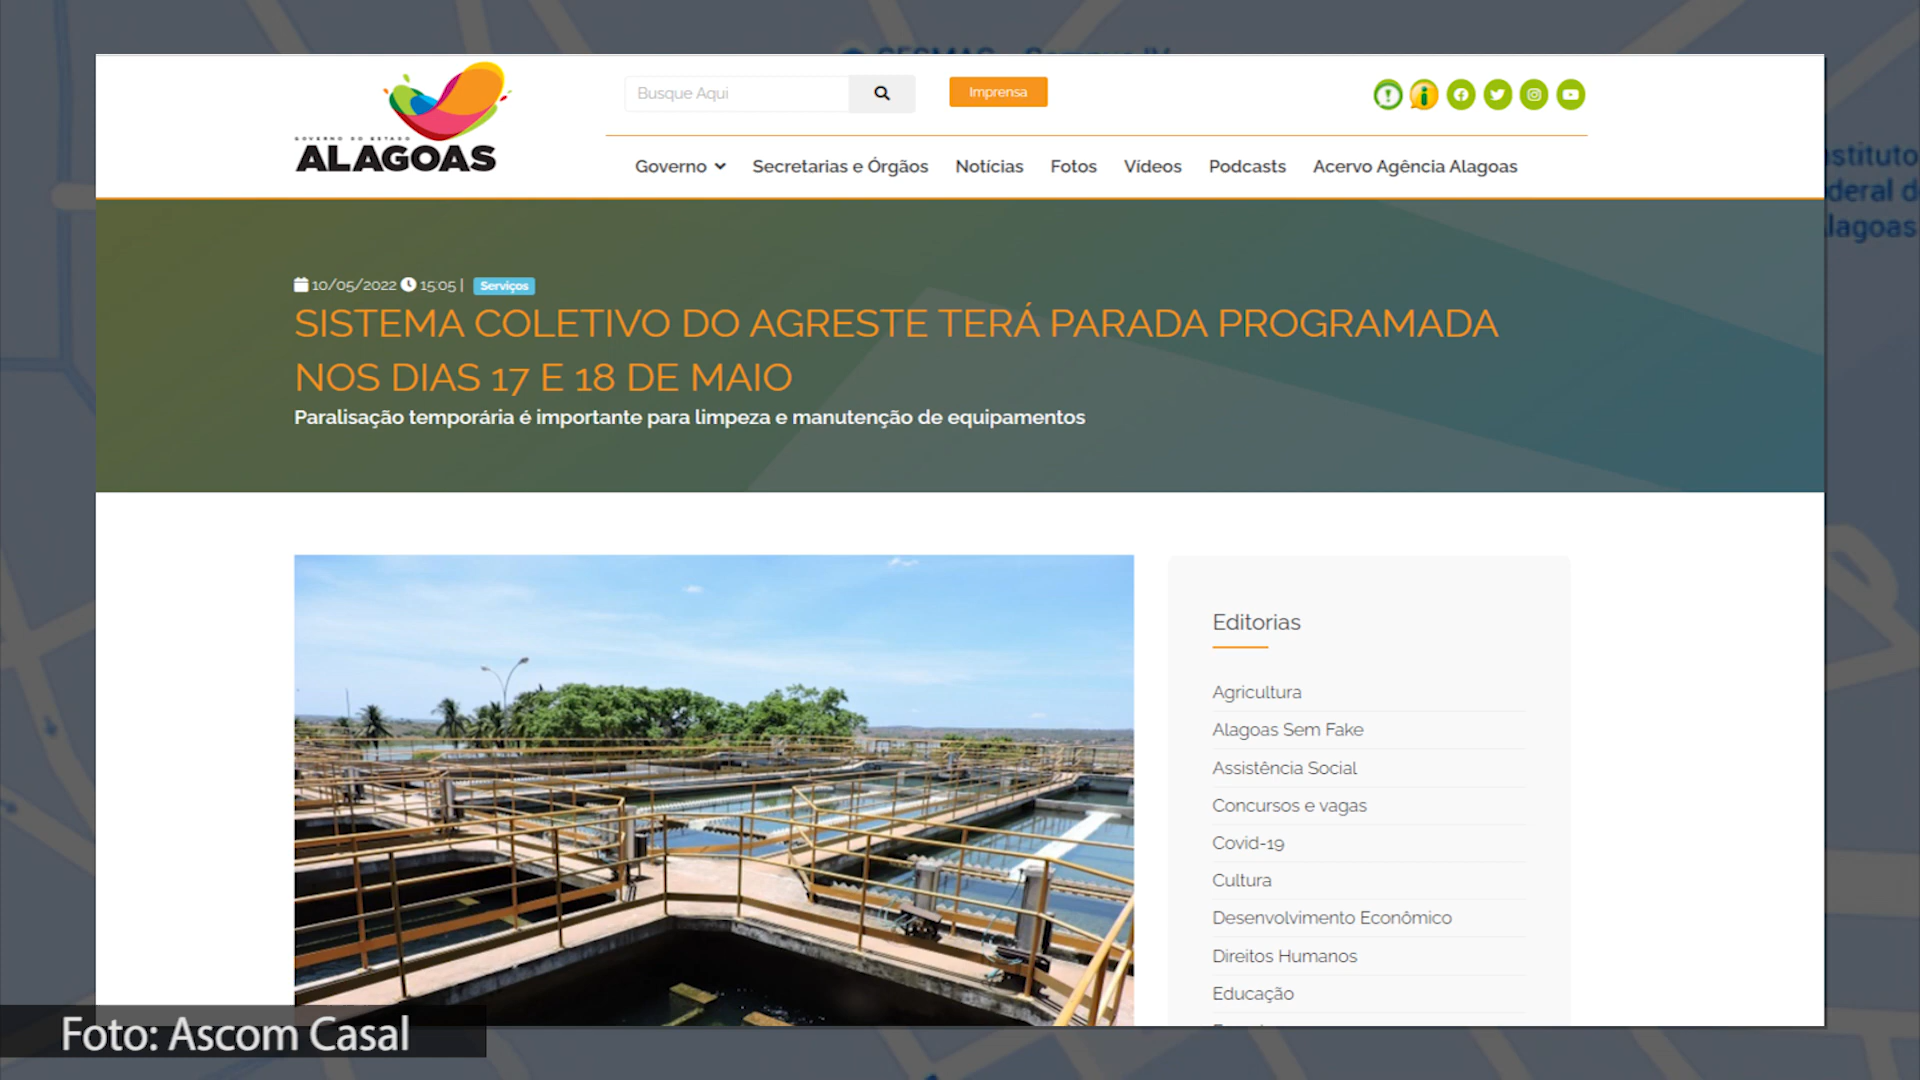 GOVERNO DO ESTADO
ALAGOAS
Busque Aqui
Imprensa
Governo
Secretarias e Órgãos
Notícias
Fotos
Vídeos
Podcasts
Acervo Agência Alagoas
10/05/2022 15:05 | Serviços
SISTEMA COLETIVO DO AGRESTE TERÁ PARADA PROGRAMADA
NOS DIAS 17 E 18 DE MAIO
Paralisação temporária é importante para limpeza e manutenção de equipamentos
Editorias
Agricultura
Alagoas Sem Fake
Assistência Social
Concursos e vagas
Covid-19
Cultura
Desenvolvimento Econômico
Direitos Humanos
Educação
Foto: Ascom Casal